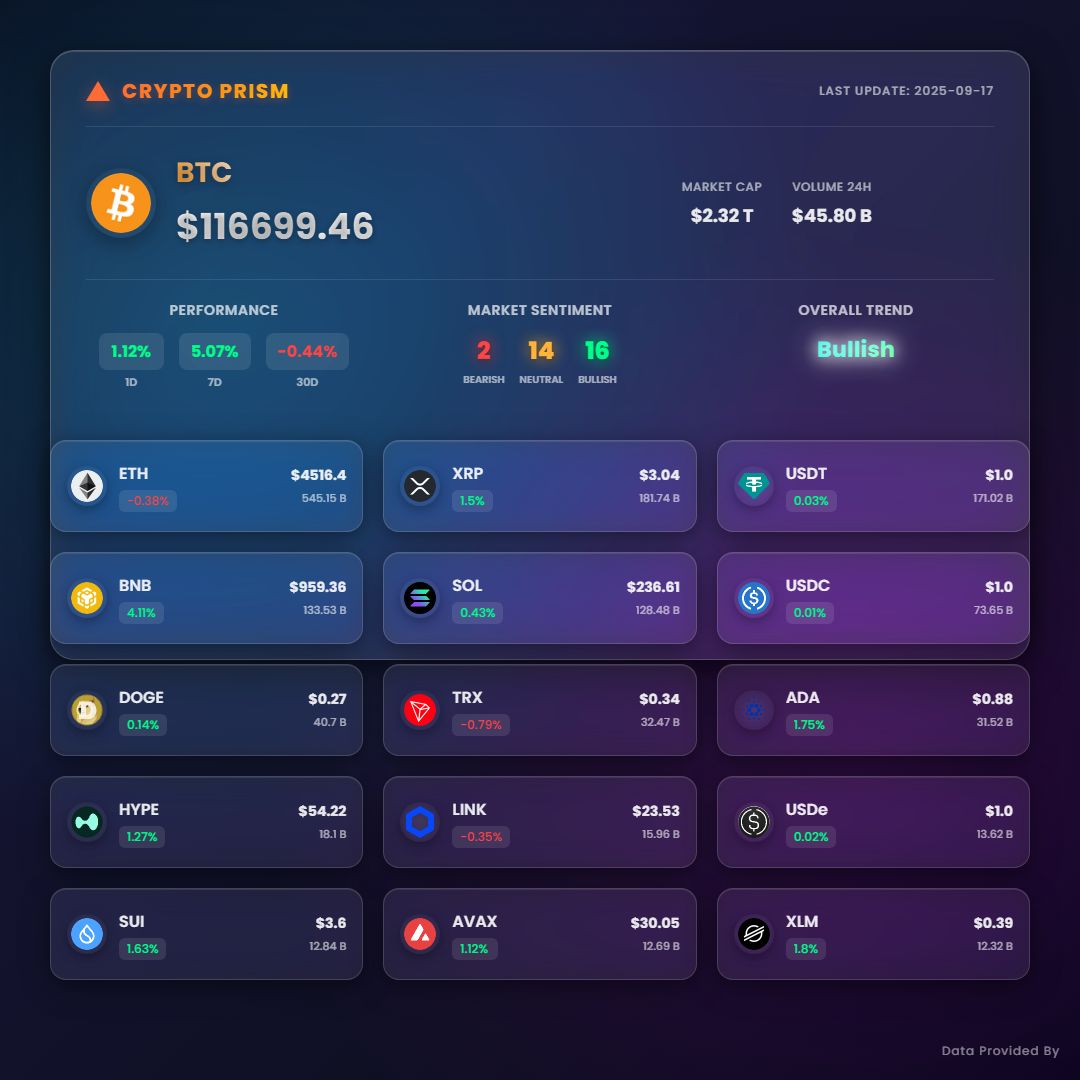 CRYPTO PRISM
LAST UPDATE: 2025-09-17
BTC
$116699.46
MARKET CAP
$2.32 T
VOLUME 24H
$45.80 B
PERFORMANCE
1.12%
1D
5.07%
7D
-0.44%
30D
MARKET SENTIMENT
2
BEARISH
14
NEUTRAL
16
BULLISH
OVERALL TREND
Bullish
ETH
-0.38%
$4516.4
545.15 B
XRP
1.5%
$3.04
181.74 B
USDT
0.03%
$1.0
171.02 B
BNB
4.11%
$959.36
133.53 B
SOL
0.43%
$236.61
128.48 B
USDC
0.01%
$1.0
73.65 B
DOGE
0.14%
$0.27
40.7 B
TRX
-0.79%
$0.34
32.47 B
ADA
1.75%
$0.88
31.52 B
HYPE
1.27%
$54.22
18.1 B
LINK
-0.35%
$23.53
15.96 B
USDe
0.02%
$1.0
13.62 B
SUI
1.63%
$3.6
12.84 B
AVAX
1.12%
$30.05
12.69 B
XLM
1.8%
$0.39
12.32 B
Data Provided By